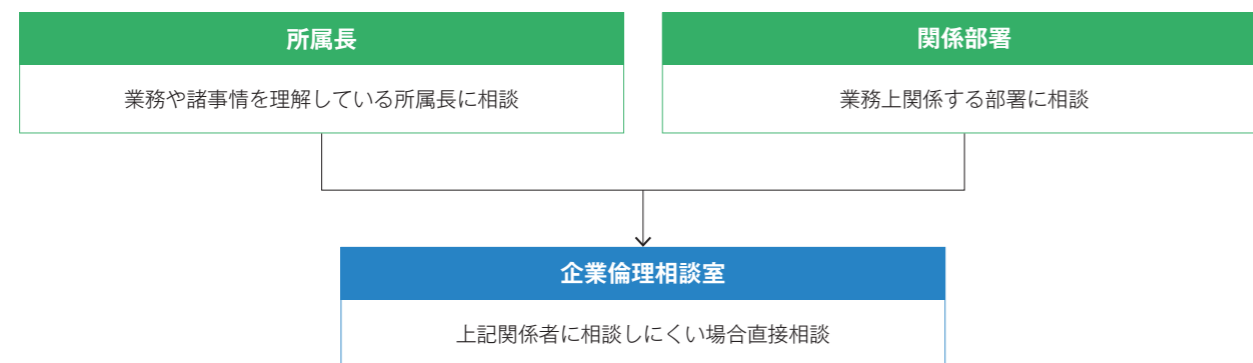 所属長
業務や諸事情を理解している所属長に相談
関係部署
業務上関係する部署に相談
企業倫理相談室
上記関係者に相談しにくい場合直接相談